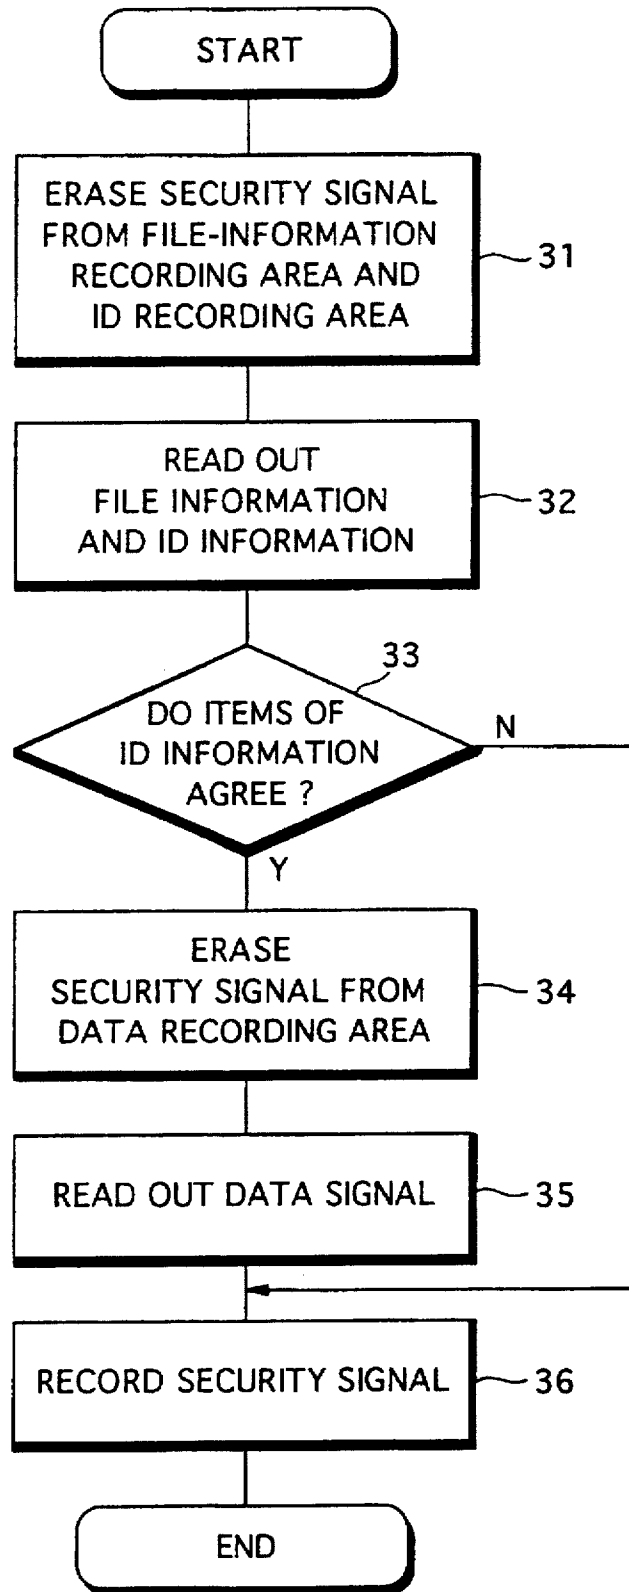 START
ERASE SECURITY SIGNAL
FROM FILE-INFORMATION
RECORDING AREA AND
ID RECORDING AREA
31
READ OUT
FILE INFORMATION
AND ID INFORMATION
32
33
DO ITEMS OF
ID INFORMATION
AGREE ?
N
Y
ERASE
SECURITY SIGNAL FROM
DATA RECORDING AREA
34
READ OUT DATA SIGNAL
35
RECORD SECURITY SIGNAL
36
END